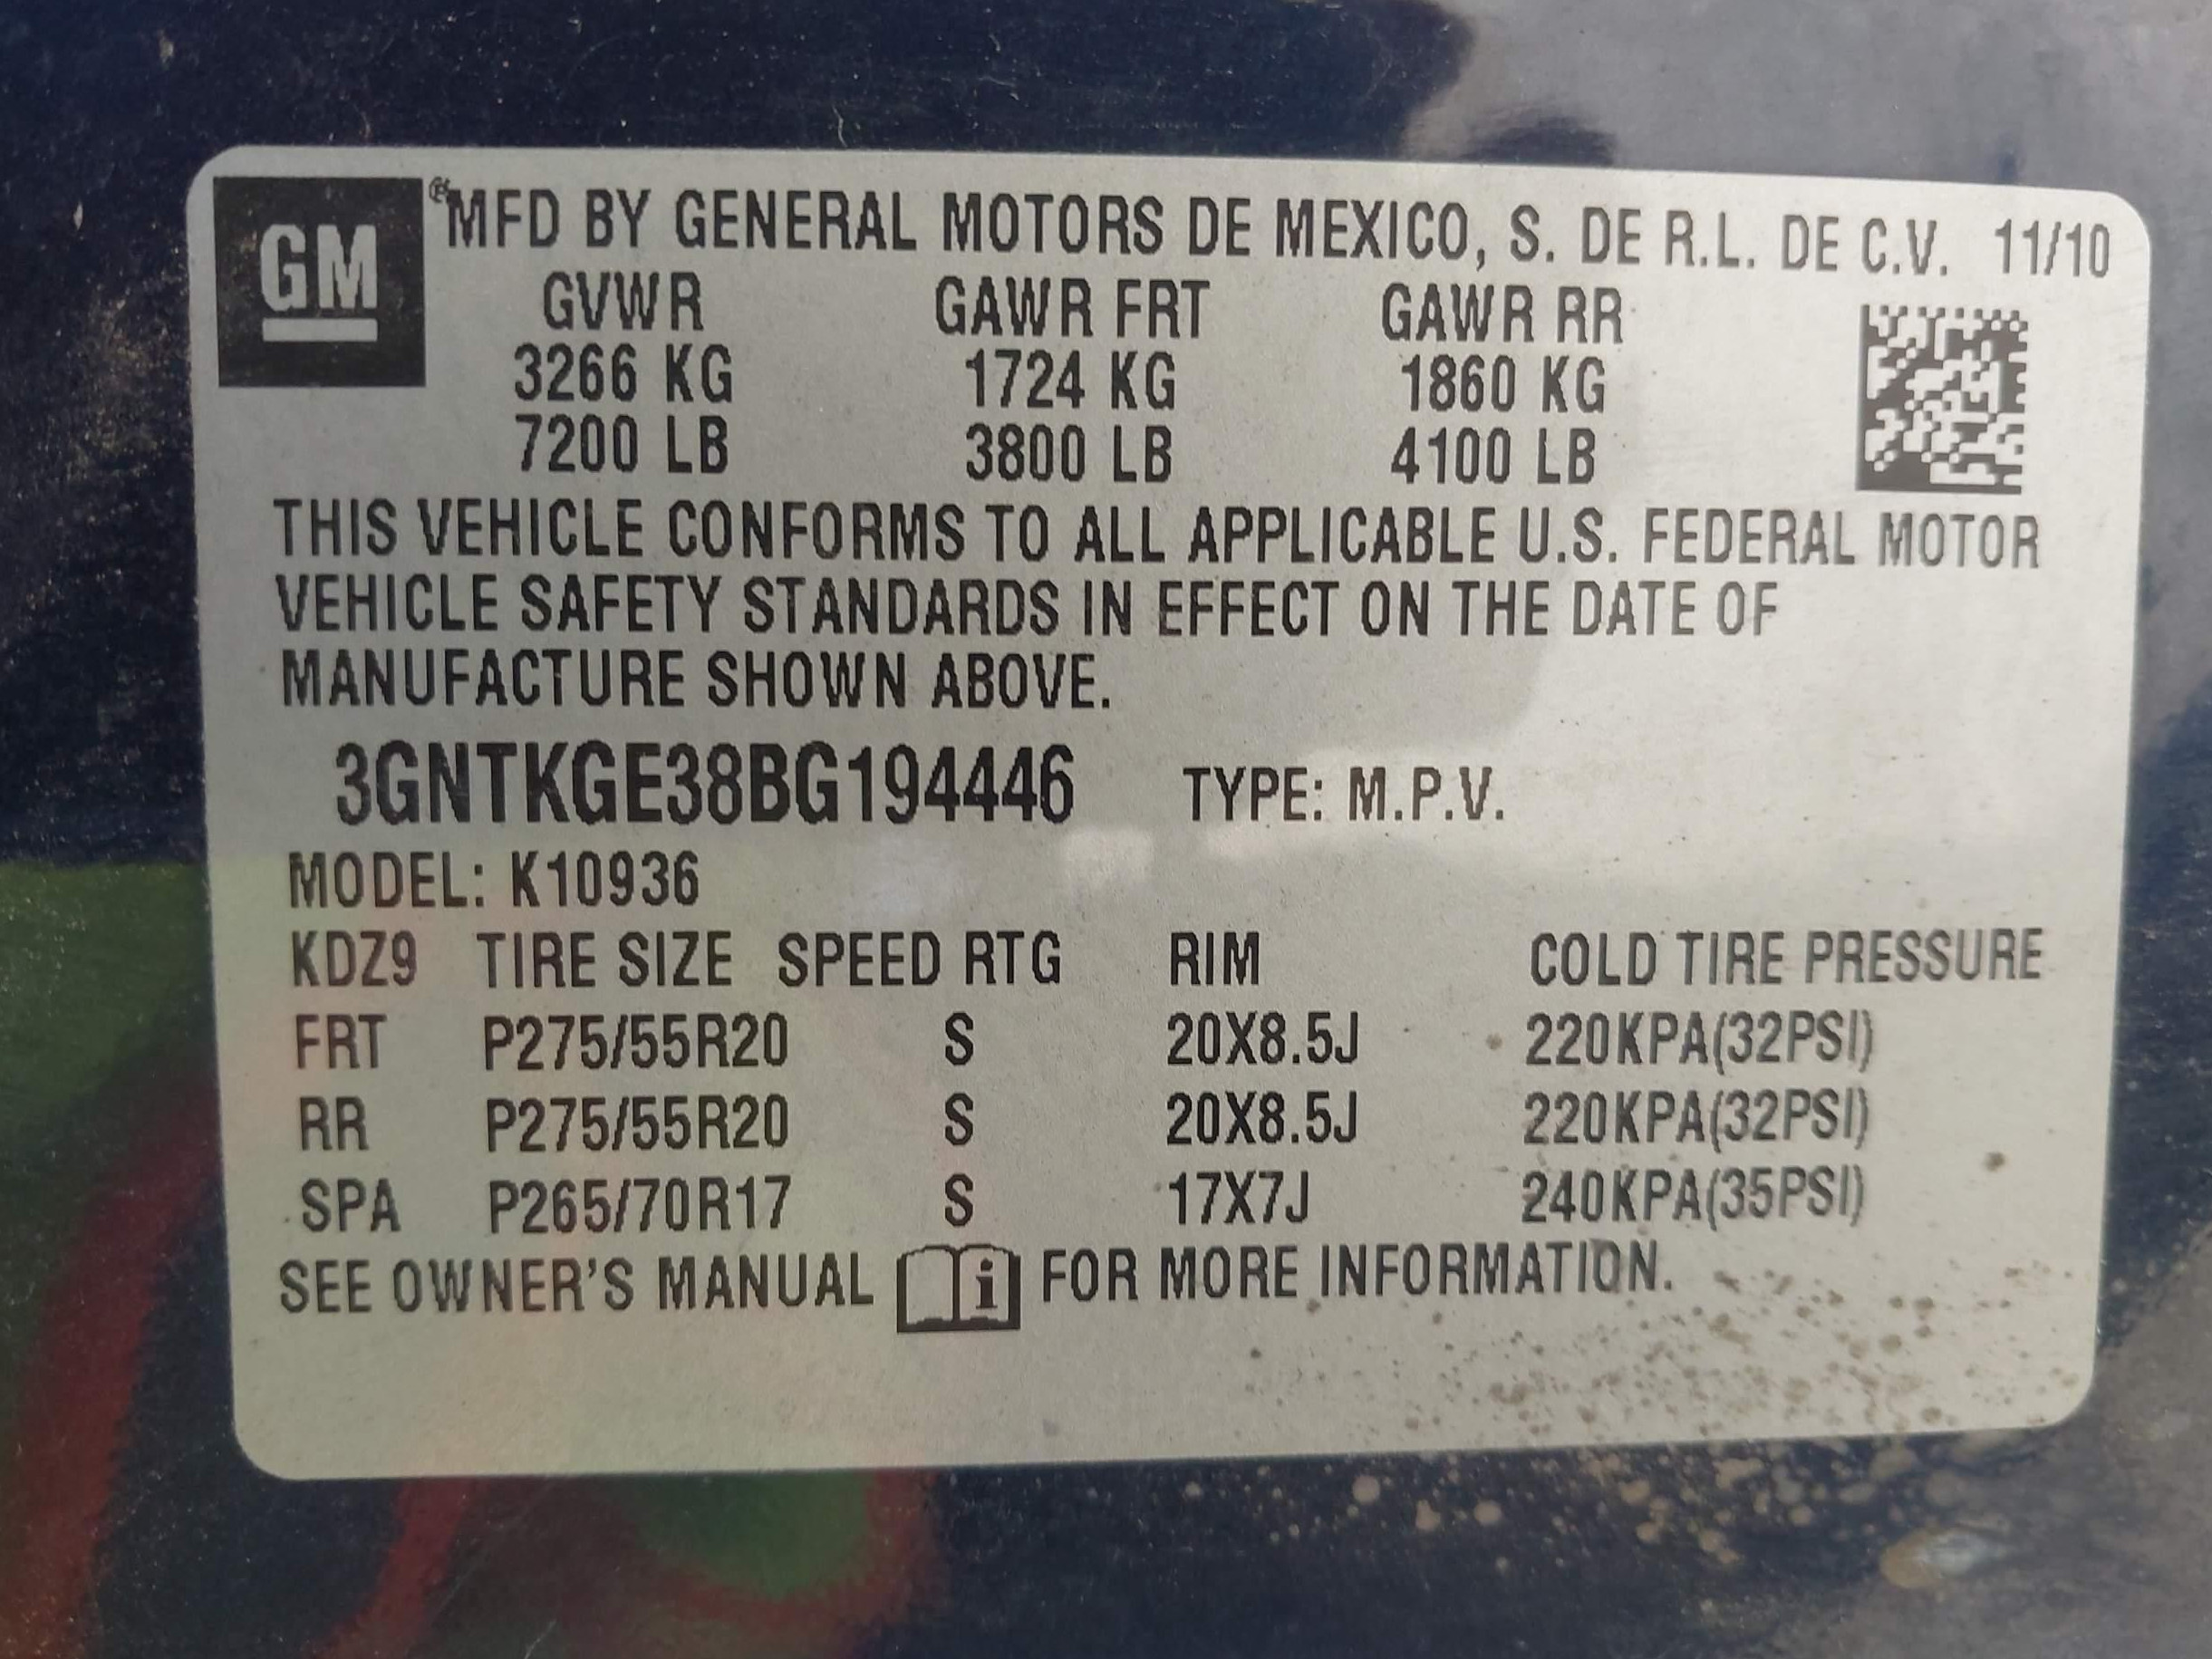 GM ® MFD BY GENERAL MOTORS DE MEXICO, S. DE R.L. DE C.V. 11/10
GVWR GAWR FRT GAWR RR
3266 KG 1724 KG 1860 KG
7200 LB 3800 LB 4100 LB
THIS VEHICLE CONFORMS TO ALL APPLICABLE U.S. FEDERAL MOTOR
VEHICLE SAFETY STANDARDS IN EFFECT ON THE DATE OF
MANUFACTURE SHOWN ABOVE.
3GNTKGE38BG194446 TYPE: M.P.V.
MODEL: K10936
KDZ9 TIRE SIZE SPEED RTG RIM COLD TIRE PRESSURE
FRT P275/55R20 S 20X8.5J 220KPA(32PSI)
RR P275/55R20 S 20X8.5J 220KPA(32PSI)
SPA P265/70R17 S 17X7J 240KPA(35PSI)
SEE OWNER'S MANUAL i FOR MORE INFORMATION.